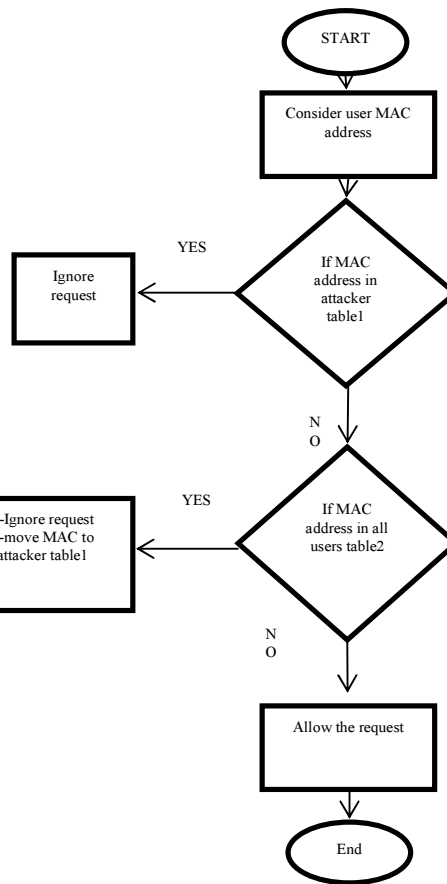 START
Consider user MAC
address
YES
If MAC
address in
attacker
table1
Ignore
request
N
O
YES
If MAC
address in all
users table2
-Ignore request
-move MAC to
attacker table1
N
O
Allow the request
End